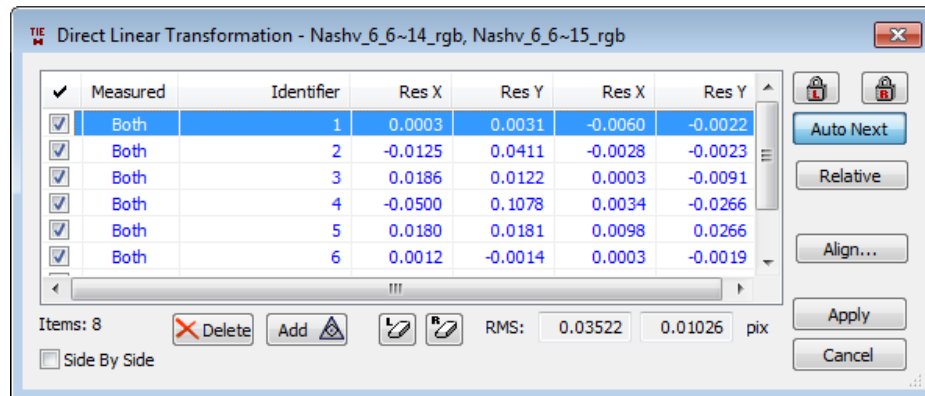 TIE Direct Linear Transformation - Nashv_6_6~14_rgb, Nashv_6_6~15_rgb
Measured Identifier Res X Res Y Res X Res Y
Both 1 0.0003 0.0031 -0.0060 -0.0022
Both 2 -0.0125 0.0411 -0.0028 -0.0023
Both 3 0.0186 0.0122 0.0003 -0.0091
Both 4 -0.0500 0.1078 0.0034 -0.0266
Both 5 0.0180 0.0181 0.0098 0.0266
Both 6 0.0012 -0.0014 0.0003 -0.0019
L R
Auto Next
Relative
Align...
Apply
Cancel
Items: 8 Delete Add L R RMS: 0.03522 0.01026 pix
Side By Side